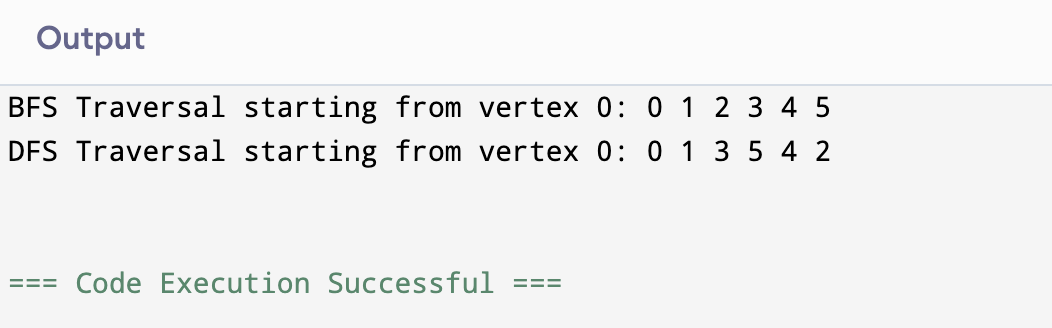 Output
BFS Traversal starting from vertex 0: 0 1 2 3 4 5
DFS Traversal starting from vertex 0: 0 1 3 5 4 2
=== Code Execution Successful ===